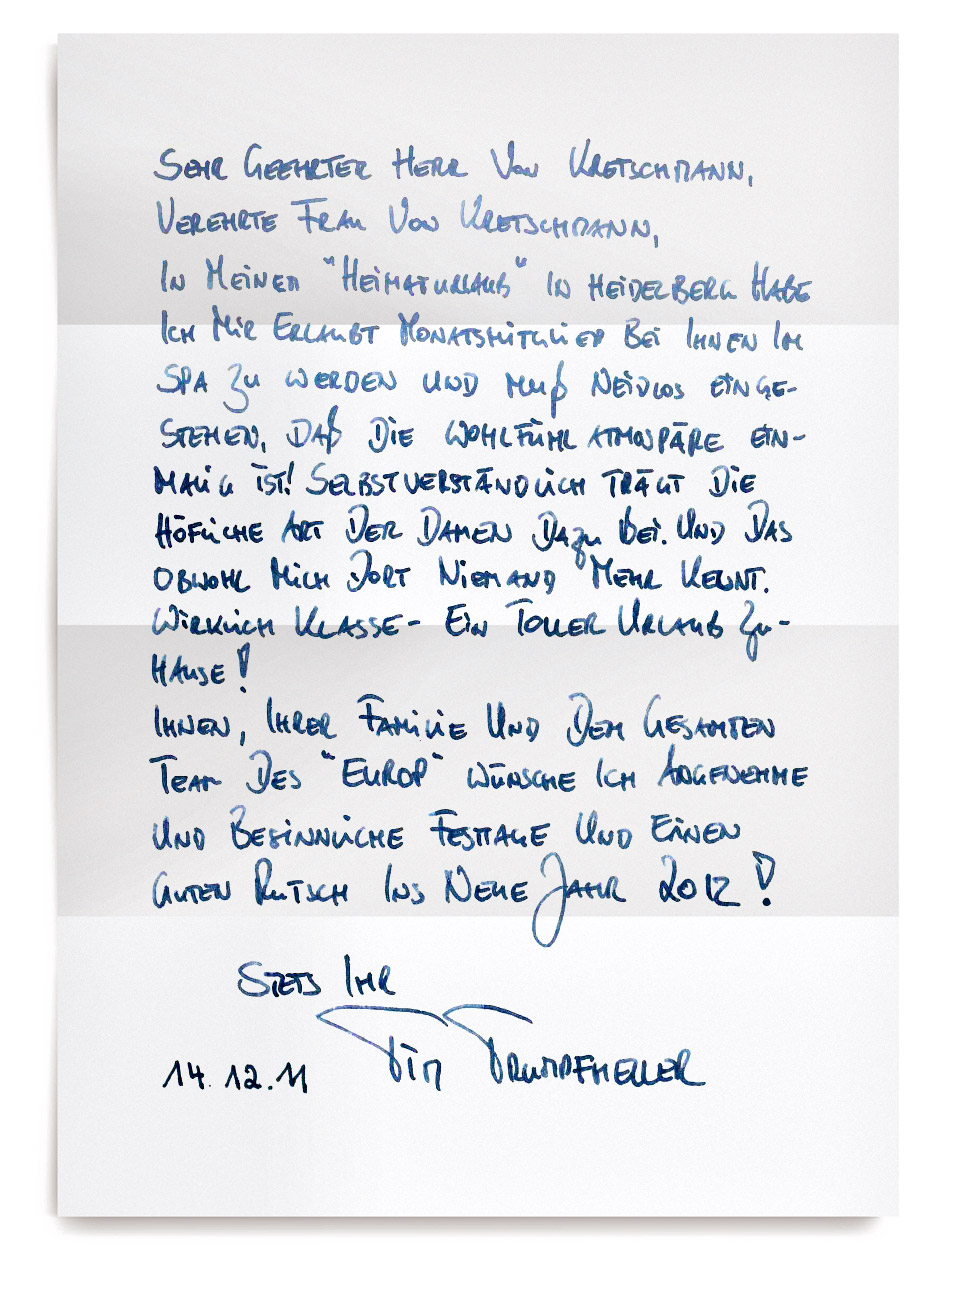 Sehr Geehrter Herr Von Kretschmann,
Verehrte Frau Von Kretschmann,
In Meinem "Heimaturlaub" in Heidelberg Habe
Ich Mir Erlaubt Monatsmitglied Bei Ihnen Im
Spa Zu werden und muß Neidlos einge-
stehen, Daß Die Wohlfühl atmospäre ein-
malig ist! Selbstverständlich trägt Die
Höfliche Art Der Damen Dazu bei. Und Das
obwohl Mich Dort Niemand Mehr Kennt.
Wirklich Klasse - Ein Toller Urlaub Zu-
hause!
Ihnen, Ihrer Familie Und Dem Gesamten
Team Des "Europ" wünsche Ich Angenehme
Und Besinnliche Festtage Und Einen
Guten Rutsch Ins Neue Jahr 2012!
Stets Ihr
Tim Trumpfheller
14.12.11